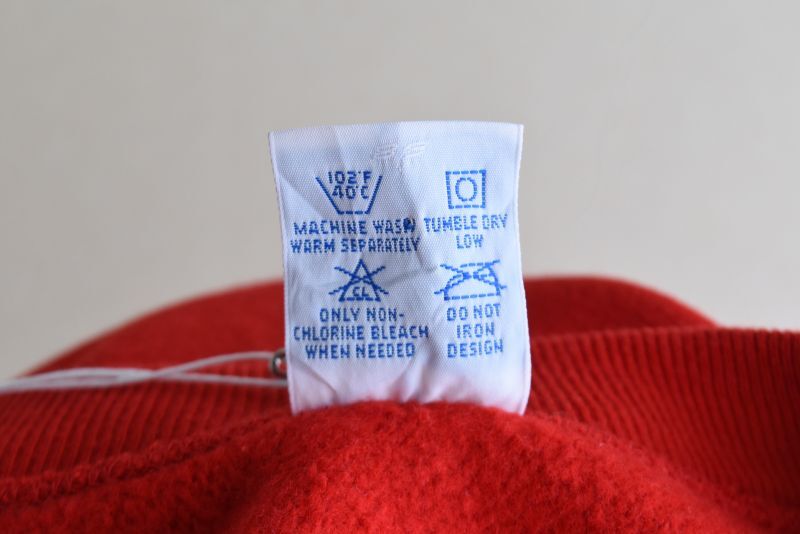 102°F
40°C
MACHINE WASH
WARM SEPARATELY
TUMBLE DRY
LOW
CL
ONLY NON-
CHLORINE BLEACH
WHEN NEEDED
DO NOT
IRON
DESIGN